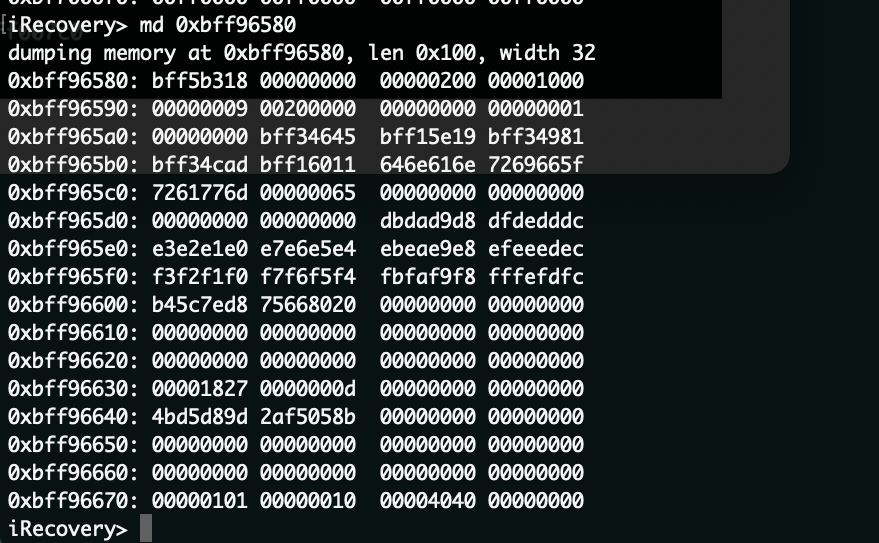 iRecovery> md 0xbff96580
dumping memory at 0xbff96580, len 0x100, width 32
0xbff96580: bff5b318 00000000  00000200 00001000
0xbff96590: 00000009 00200000  00000000 00000001
0xbff965a0: 00000000 bff34645  bff15e19 bff34981
0xbff965b0: bff34cad bff16011  646e616e 7269665f
0xbff965c0: 7261776d 00000065  00000000 00000000
0xbff965d0: 00000000 00000000  dbdad9d8 dfdedddc
0xbff965e0: e3e2e1e0 e7e6e5e4  ebeae9e8 efeeedec
0xbff965f0: f3f2f1f0 f7f6f5f4  fbfaf9f8 fffefdfc
0xbff96600: b45c7ed8 75668020  00000000 00000000
0xbff96610: 00000000 00000000  00000000 00000000
0xbff96620: 00000000 00000000  00000000 00000000
0xbff96630: 00001827 0000000d  00000000 00000000
0xbff96640: 4bd5d89d 2af5058b  00000000 00000000
0xbff96650: 00000000 00000000  00000000 00000000
0xbff96660: 00000000 00000000  00000000 00000000
0xbff96670: 00000101 00000010  00004040 00000000
iRecovery>